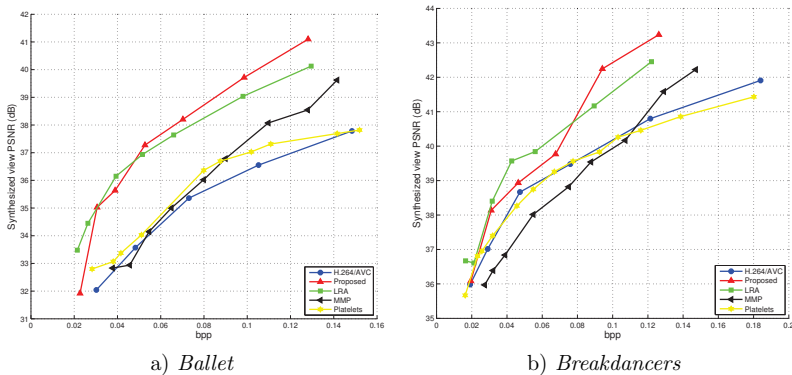 42
41
40
39
38
37
36
35
34
33
32
31
Synthesized view PSNR (dB)
0 0.02 0.04 0.06 0.08 0.1 0.12 0.14 0.16
bpp
H.264/AVC
Proposed
LRA
MMP
Platelets
a) Ballet
44
43
42
41
40
39
38
37
36
35
Synthesized view PSNR (dB)
0 0.02 0.04 0.06 0.08 0.1 0.12 0.14 0.16 0.18 0.2
bpp
H.264/AVC
Proposed
LRA
MMP
Platelets
b) Breakdancers